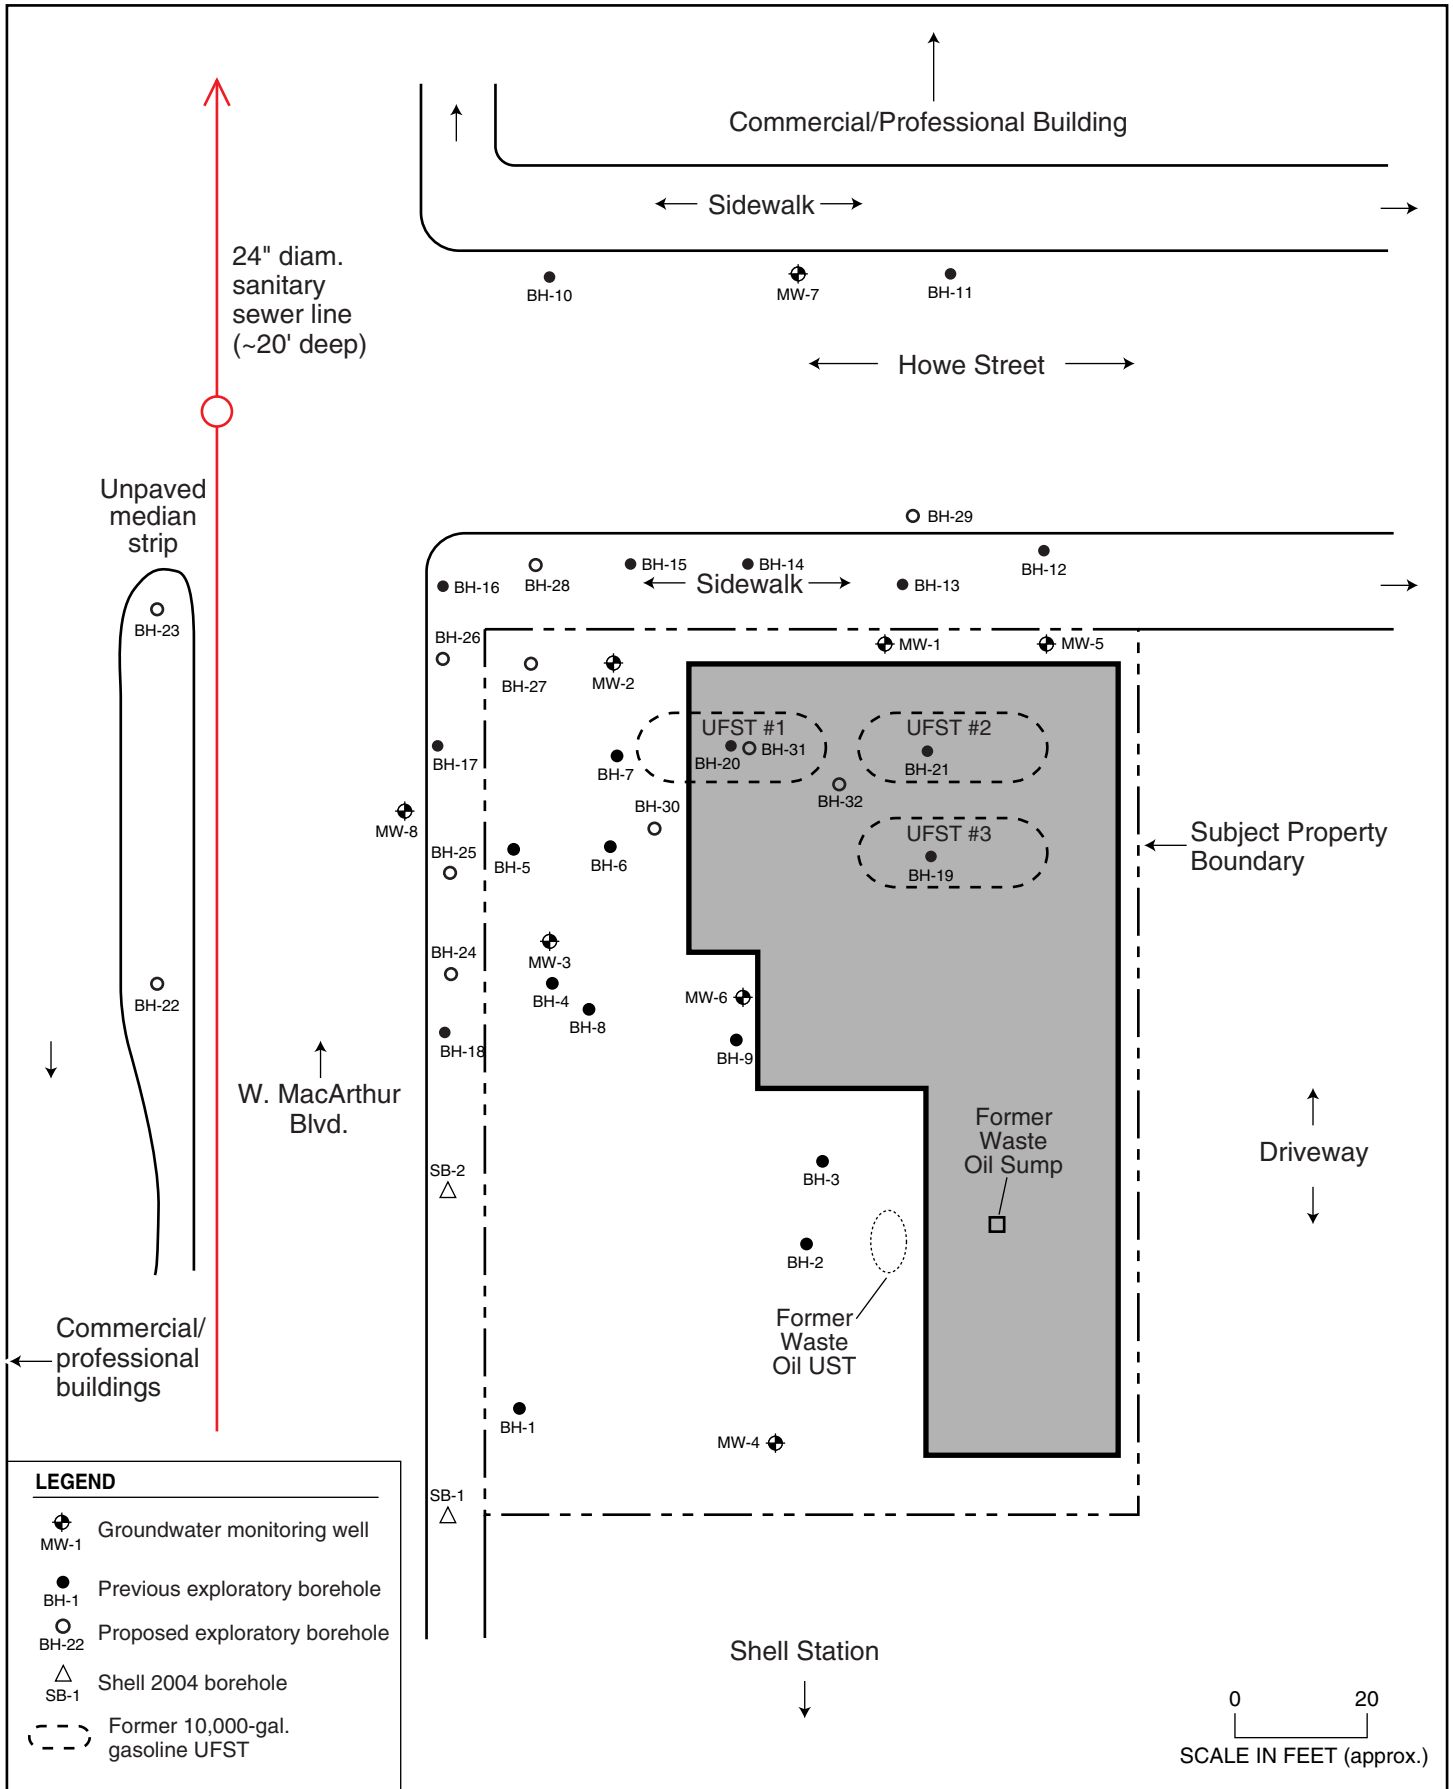 Commercial/Professional Building
Sidewalk
24" diam.
sanitary
sewer line
(~20' deep)
BH-10
MW-7
BH-11
Howe Street
Unpaved
median
strip
BH-29
BH-15
BH-14
BH-12
BH-16
BH-28
Sidewalk
BH-13
BH-23
BH-26
MW-1
MW-5
BH-27
MW-2
UFST #1
UFST #2
BH-17
BH-7
BH-20
BH-31
BH-21
BH-32
BH-30
MW-8
UFST #3
Subject Property
Boundary
BH-25
BH-5
BH-6
BH-19
BH-24
MW-3
BH-22
BH-4
MW-6
BH-8
BH-18
BH-9
W. MacArthur
Blvd.
Former
Waste
Oil Sump
Driveway
SB-2
BH-3
BH-2
Former
Waste
Oil UST
Commercial/
professional
buildings
BH-1
MW-4
SB-1
LEGEND
MW-1
Groundwater monitoring well
BH-1
Previous exploratory borehole
BH-22
Proposed exploratory borehole
SB-1
Shell 2004 borehole
Former 10,000-gal.
gasoline UFST
Shell Station
0 20
SCALE IN FEET (approx.)